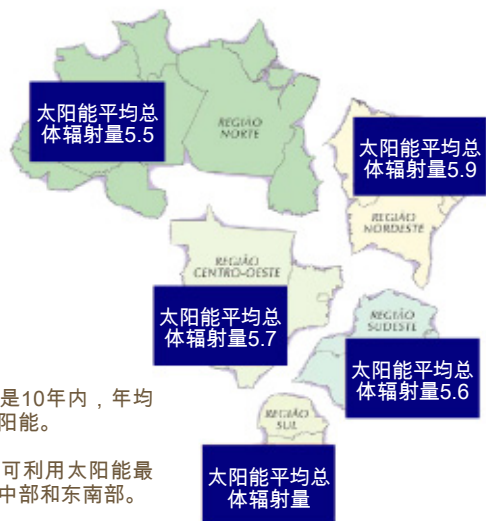 太阳能平均总
体辐射量5.5
REGIÃO
NORTE
太阳能平均总
体辐射量5.9
REGIÃO
NORDESTE
REGIÃO
CENTRO-OESTE
太阳能平均总
体辐射量5.7
REGIÃO
SUDESTE
太阳能平均总
体辐射量5.6
是10年内，年均
阳能。
可利用太阳能最
中部和东南部。
REGIÃO
SUL
太阳能平均总
体辐射量